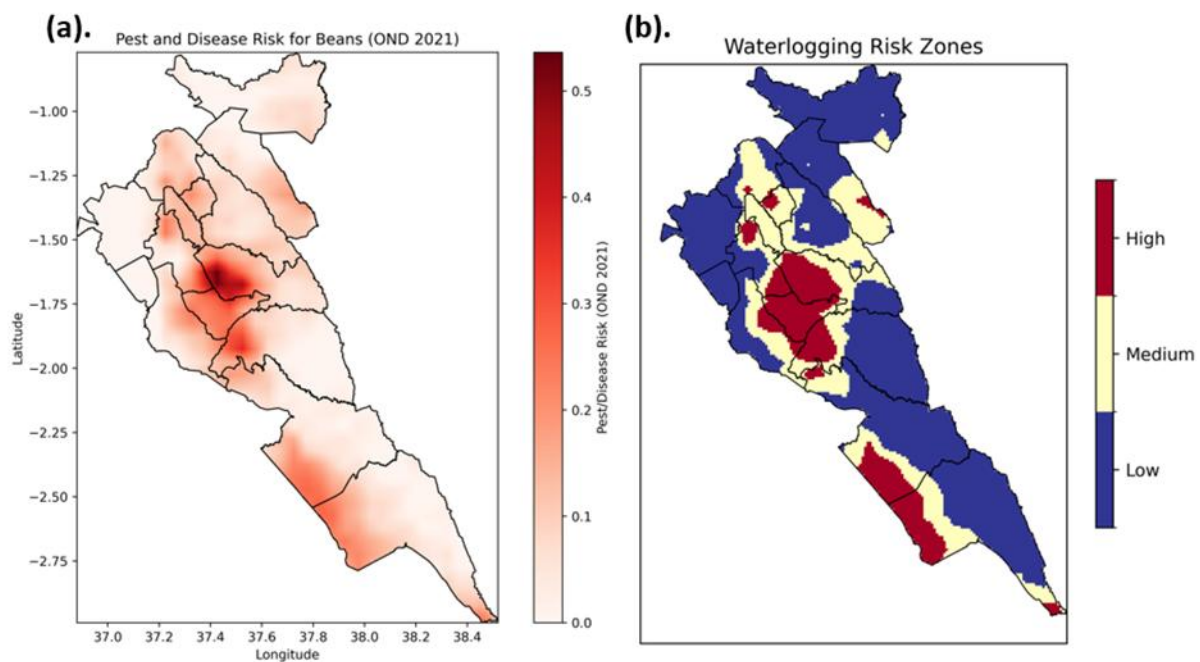 (a).
Pest and Disease Risk for Beans (OND 2021)
−1.00
−1.25
−1.50
−1.75
−2.00
−2.25
−2.50
−2.75
Latitude
37.0 37.2 37.4 37.6 37.8 38.0 38.2 38.4
Longitude
0.5
0.4
0.3
0.2
0.1
0.0
Pest/Disease Risk (OND 2021)
(b).
Waterlogging Risk Zones
High
Medium
Low